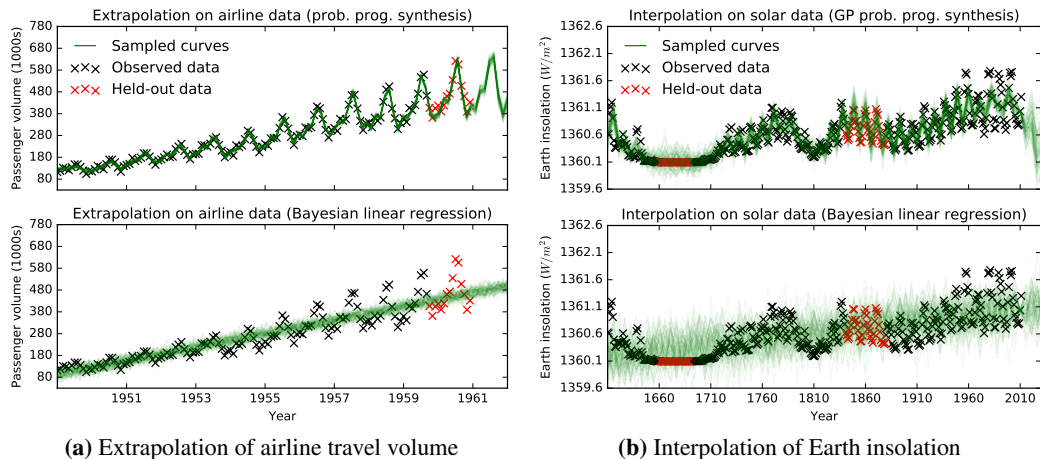 Extrapolation on airline data (prob. prog. synthesis)
Passenger volume (1000s)
780
680
580
480
380
280
180
80
Sampled curves
Observed data
Held-out data
Extrapolation on airline data (Bayesian linear regression)
Passenger volume (1000s)
780
680
580
480
380
280
180
80
1951 1953 1955 1957 1959 1961
Year
(a) Extrapolation of airline travel volume
Interpolation on solar data (GP prob. prog. synthesis)
Earth insolation (W/m²)
1362.6
1362.1
1361.6
1361.1
1360.6
1360.1
1359.6
Sampled curves
Observed data
Held-out data
Interpolation on solar data (Bayesian linear regression)
Earth insolation (W/m²)
1362.6
1362.1
1361.6
1361.1
1360.6
1360.1
1359.6
1660 1710 1760 1810 1860 1910 1960 2010
Year
(b) Interpolation of Earth insolation